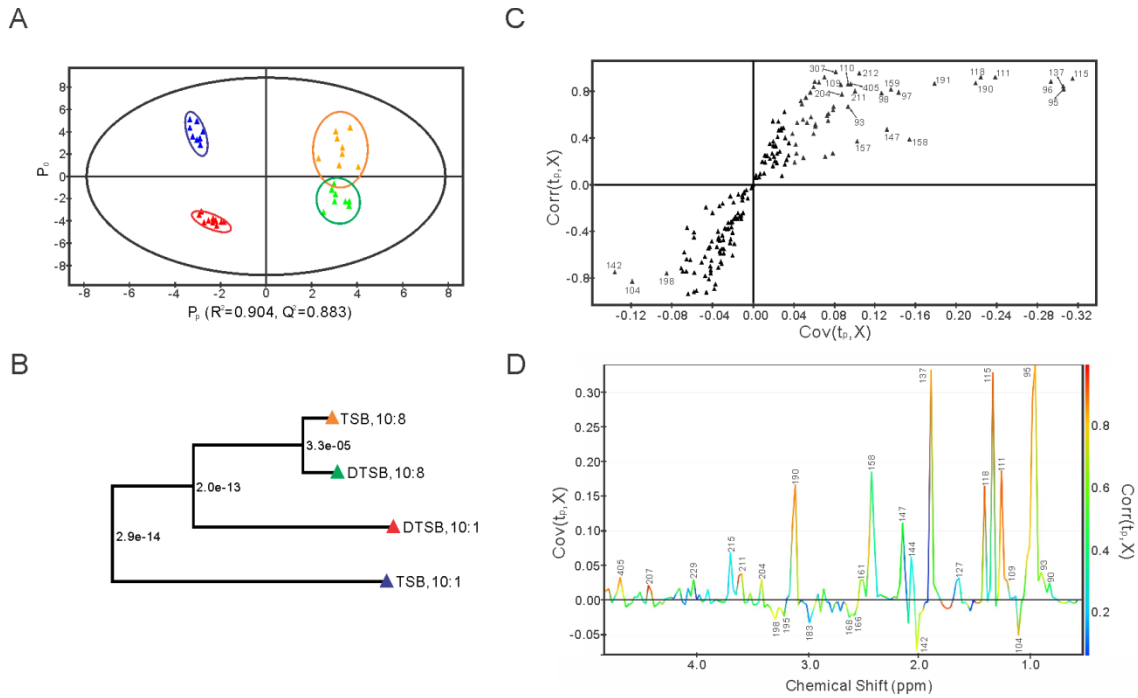 A
8
6
4
2
0
-2
-4
-6
-8
P₀
-8 -6 -4 -2 0 2 4 6 8
Pₚ (R²=0.904, Q²=0.883)
B
TSB,10:8
3.3e-05
DTSB,10:8
2.0e-13
DTSB,10:1
2.9e-14
TSB,10:1
C
0.8
0.4
0.0
-0.4
-0.8
Corr(tₚ,X)
307 110 212 118 111 137 115
109 405 159 191 190 96
204 211 98 97 95
93
147
157 158
142
104 198
-0.12 -0.08 -0.04 0.00 0.04 0.08 0.12 0.16 -0.20 -0.24 -0.28 -0.32
Cov(tₚ,X)
D
0.30
0.25
0.20
0.15
0.10
0.05
0.00
-0.05
Cov(tₚ,X)
137 115 95
190 158 118 111
147
215 144
405 207 229 211 204 161 127 109 93 90
198 195 183 168 166 142 104
4.0 3.0 2.0 1.0
Chemical Shift (ppm)
0.8
0.6
0.4
0.2
Corr(tₚ,X)